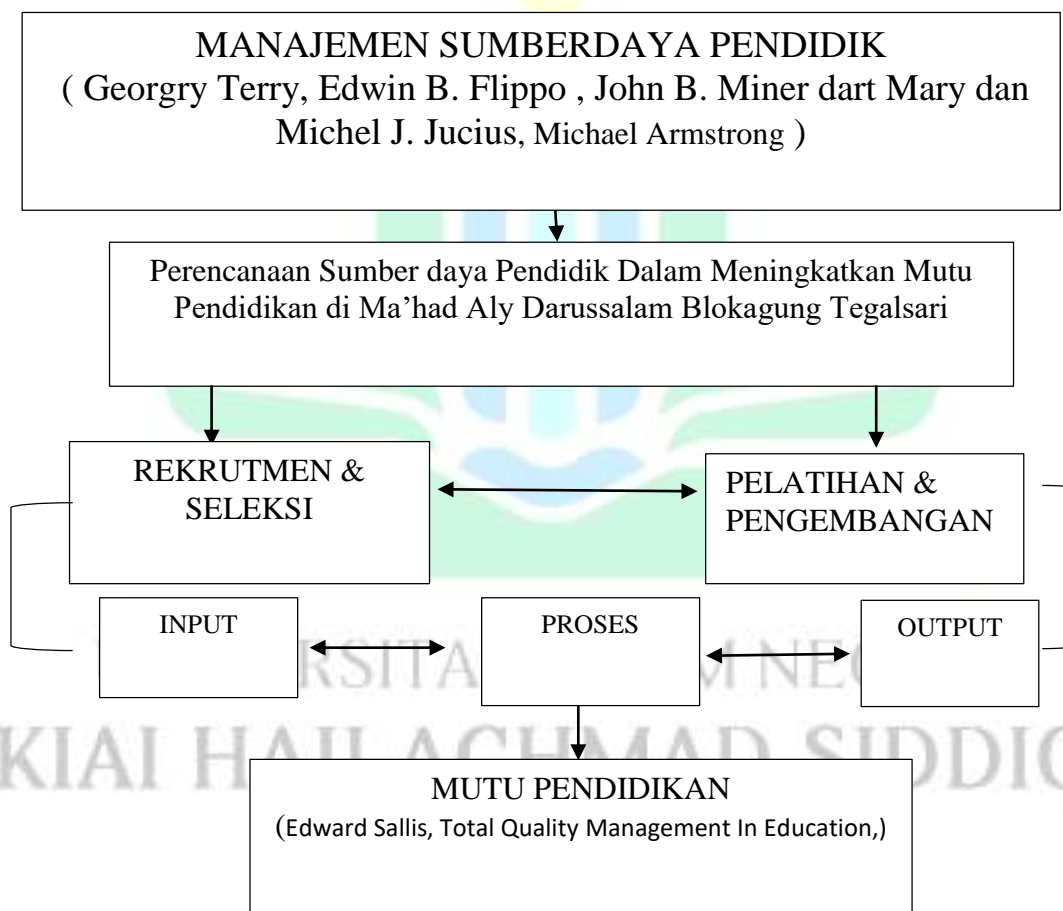 MANAJEMEN SUMBERDAYA PENDIDIK
( Georgry Terry, Edwin B. Flippo , John B. Miner dart Mary dan
Michel J. Jucius, Michael Armstrong )
Perencanaan Sumber daya Pendidik Dalam Meningkatkan Mutu
Pendidikan di Ma’had Aly Darussalam Blokagung Tegalsari
REKRUTMEN &
SELEKSI
PELATIHAN &
PENGEMBANGAN
INPUT
PROSES
OUTPUT
KIAI HAJI ACHMAD
MUTU PENDIDIKAN
(Edward Sallis, Total Quality Management In Education,)